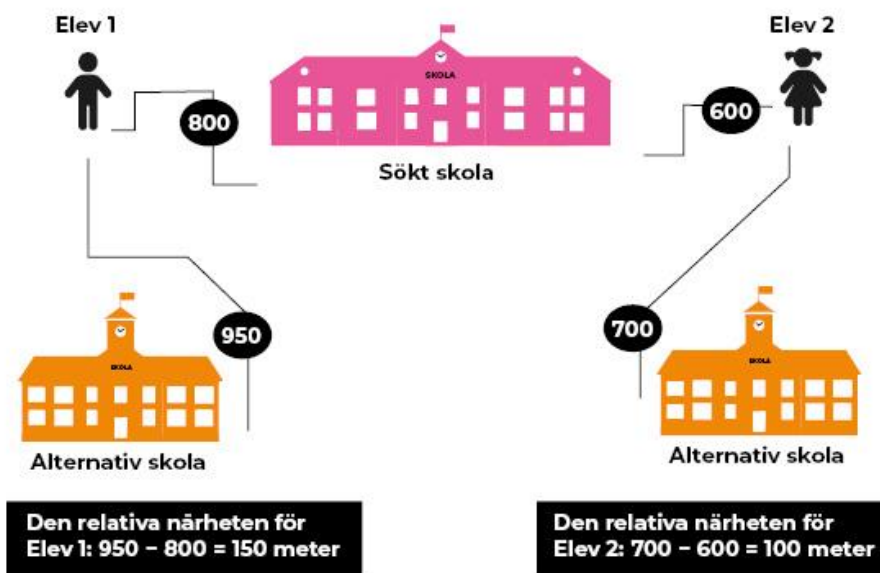 Elev 1
Elev 2
SKOLA
800
600
Sökt skola
950
700
SKOLA
SKOLA
Alternativ skola
Alternativ skola
Den relativa närheten för
Elev 1: 950 – 800 = 150 meter
Den relativa närheten för
Elev 2: 700 – 600 = 100 meter